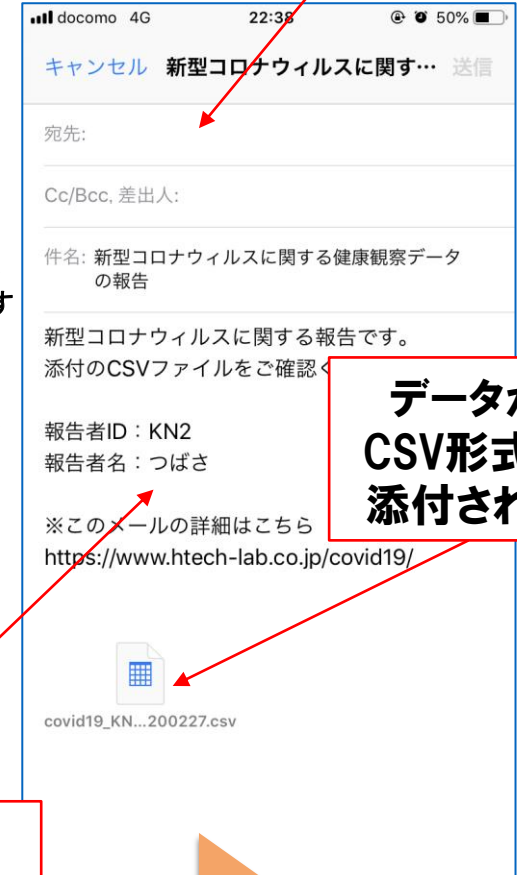 docomo 4G 22:38 50%
キャンセル 新型コロナウィルスに関す… 送信
宛先:
Cc/Bcc, 差出人:
件名: 新型コロナウィルスに関する健康観察データ
の報告
す
新型コロナウィルスに関する報告です。
添付のCSVファイルをご確認く
データが
CSV形式
添付され
報告者ID：KN2
報告者名：つばさ
※このメールの詳細はこちら
https://www.htech-lab.co.jp/covid19/
covid19_KN...200227.csv